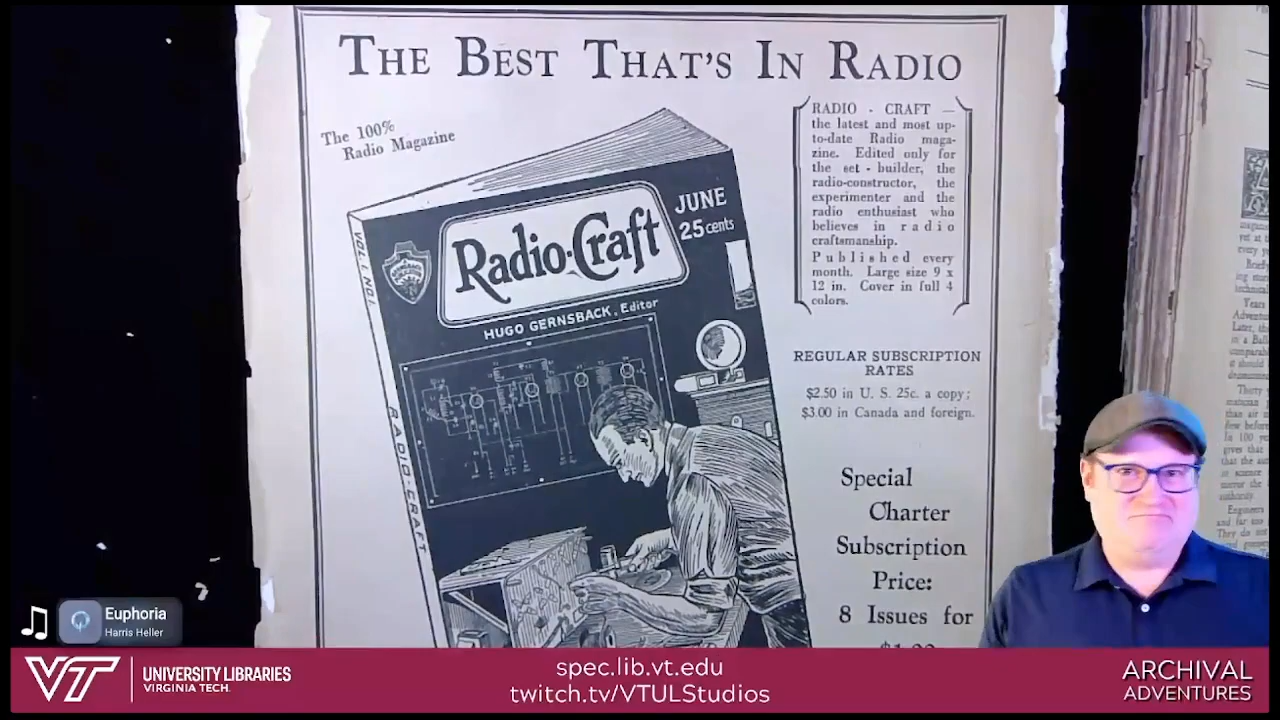 THE BEST THAT'S IN RADIO
The 100%
Radio Magazine
RADIO - CRAFT —
the latest and most up-
to-date Radio maga-
zine. Edited only for
the set - builder, the
radio-constructor, the
experimenter and the
radio enthusiast who
believes in radio
craftsmanship.
Published every
month. Large size 9 x
12 in. Cover in full 4
colors.
JUNE
25 cents
Radio-Craft
HUGO GERNSBACK, Editor
VOL. 1, NO. 1
RADIO-CRAFT
REGULAR SUBSCRIPTION
RATES
$2.50 in U. S. 25c. a copy;
$3.00 in Canada and foreign.
Special
Charter
Subscription
Price:
8 Issues for
Euphoria
Harris Heller
VT
UNIVERSITY LIBRARIES
VIRGINIA TECH.
spec.lib.vt.edu
twitch.tv/VTULStudios
ARCHIVAL
ADVENTURES